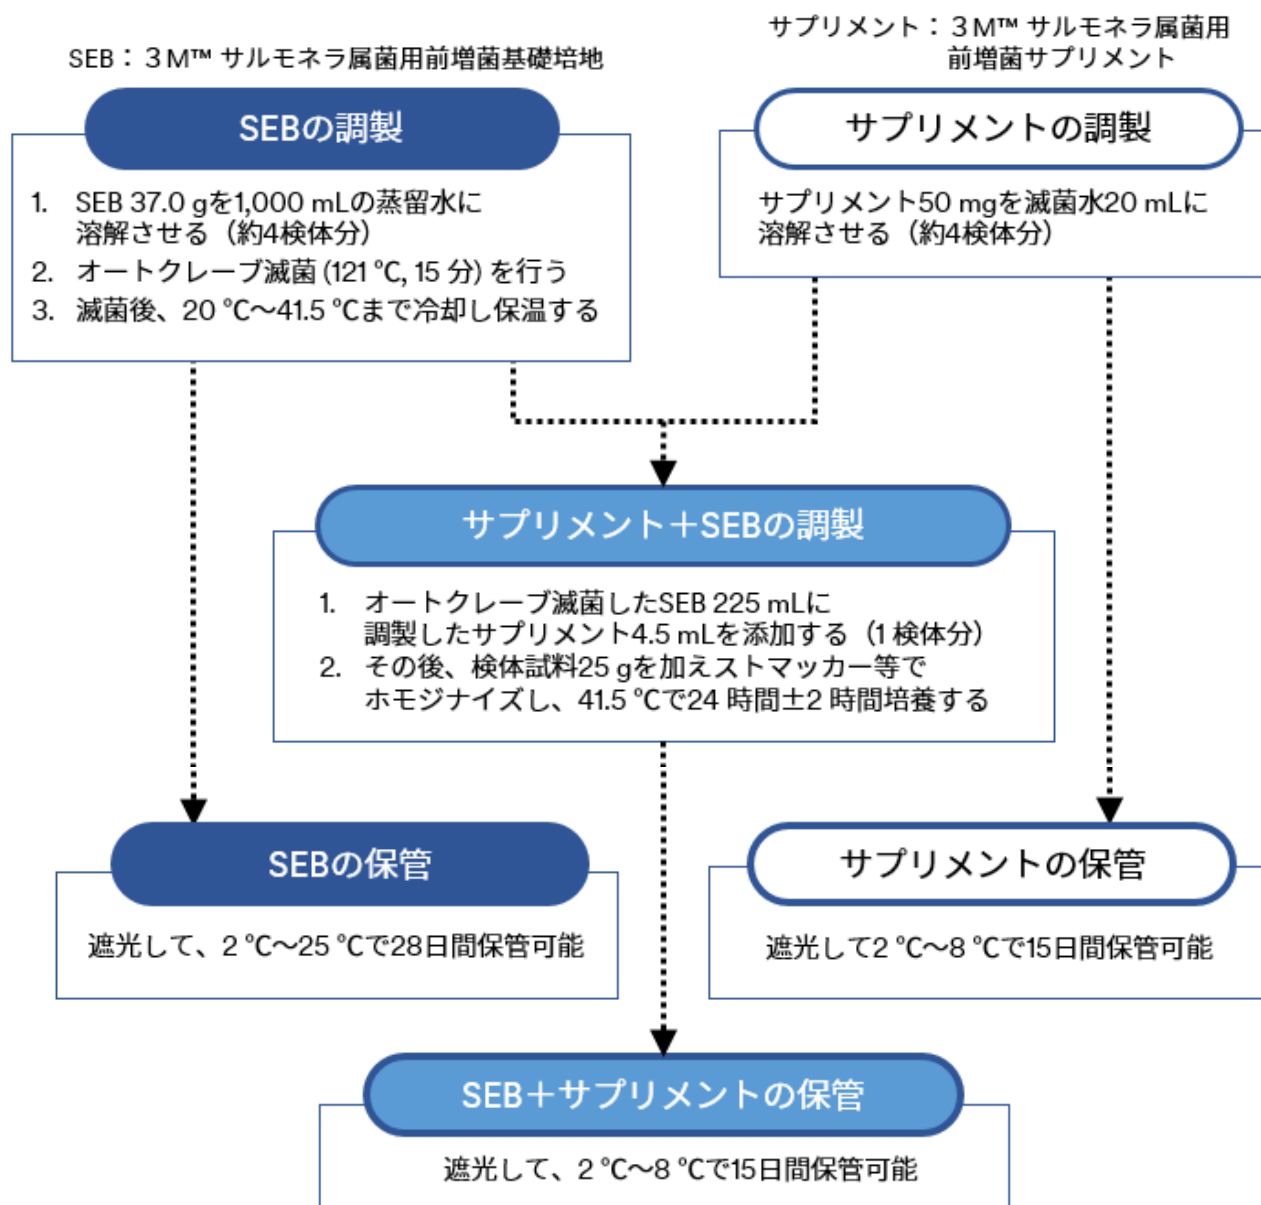 SEB：３M™ サルモネラ属菌用前増菌基礎培地
サプリメント：３M™ サルモネラ属菌用
前増菌サプリメント
SEBの調製
1. SEB 37.0 gを1,000 mLの蒸留水に
溶解させる（約4検体分）
2. オートクレーブ滅菌 (121 ℃, 15 分) を行う
3. 滅菌後、20 ℃～41.5 ℃まで冷却し保温する
サプリメントの調製
サプリメント50 mgを滅菌水20 mLに
溶解させる（約4検体分）
サプリメント＋SEBの調製
1. オートクレーブ滅菌したSEB 225 mLに
調製したサプリメント4.5 mLを添加する（1 検体分）
2. その後、検体試料25 gを加えストマッカー等で
ホモジナイズし、41.5 ℃で24 時間±2 時間培養する
SEBの保管
遮光して、2 ℃～25 ℃で28日間保管可能
サプリメントの保管
遮光して2 ℃～8 ℃で15日間保管可能
SEB＋サプリメントの保管
遮光して、2 ℃～8 ℃で15日間保管可能